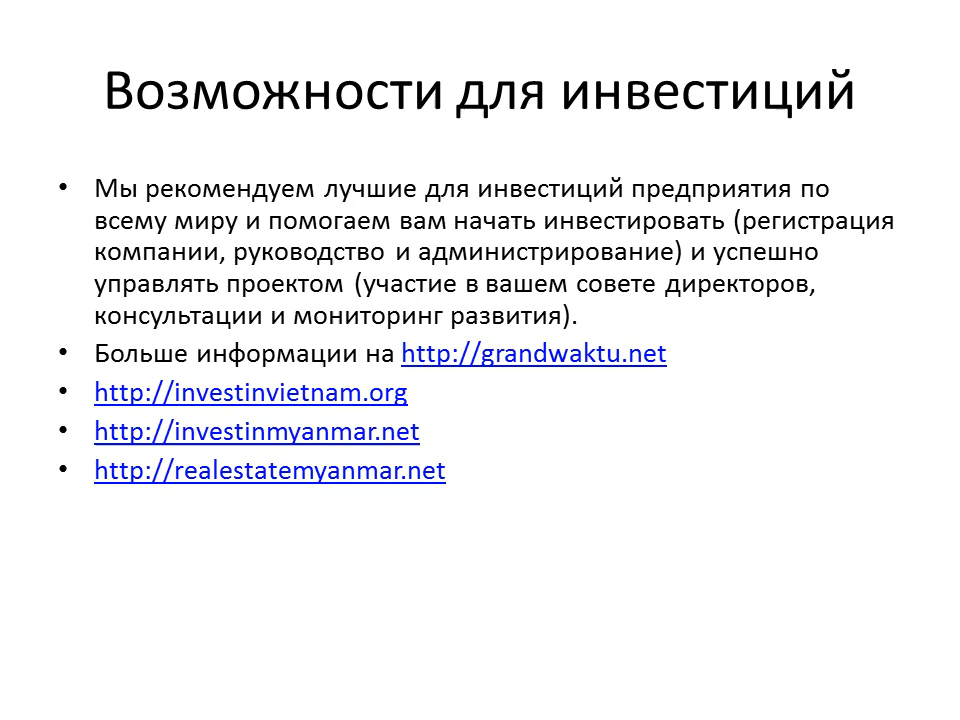 Возможности для инвестиций
• Мы рекомендуем лучшие для инвестиций предприятия по
всему миру и помогаем вам начать инвестировать (регистрация
компании, руководство и администрирование) и успешно
управлять проектом (участие в вашем совете директоров,
консультации и мониторинг развития).
• Больше информации на http://grandwaktu.net
• http://investinvietnam.org
• http://investinmyanmar.net
• http://realestatemyanmar.net